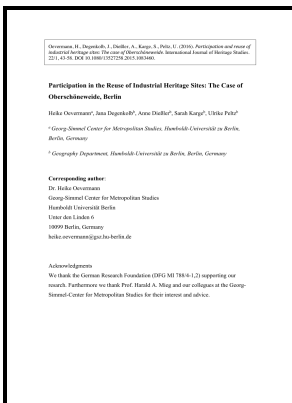 Oevermann, H., Degenkolb, J., Dießler, A., Karge, S., Peltz, U. (2016). Participation and reuse of
industrial heritage sites: The case of Oberschöneweide, Berlin. International Journal of Heritage Studies.
22/1, 43-58. DOI 10.1080/13527258.2015.1083460.
Participation in the Reuse of Industrial Heritage Sites: The Case of
Oberschöneweide, Berlin
Heike Oevermannᵃ, Jana Degenkolbᵇ, Anne Dießlerᵇ, Sarah Kargeᵇ, Ulrike Peltzᵇ
ᵃ Georg-Simmel Center for Metropolitan Studies, Humboldt-Universität zu Berlin,
Berlin, Germany
ᵇ Geography Department, Humboldt-Universität zu Berlin, Berlin, Germany
Corresponding author:
Dr. Heike Oevermann
Georg-Simmel Center for Metropolitan Studies
Humboldt Universität Berlin
Unter den Linden 6
10099 Berlin, Germany
heike.oevermann@gsz.hu-berlin.de
Acknowledgments
We thank the German Research Foundation (DFG MI 788/4-1,2) supporting our
research. Furthermore we thank Prof. Harald A. Mieg and our collegues at the Georg-
Simmel-Center for Metropolitan Studies for their interest and advice.